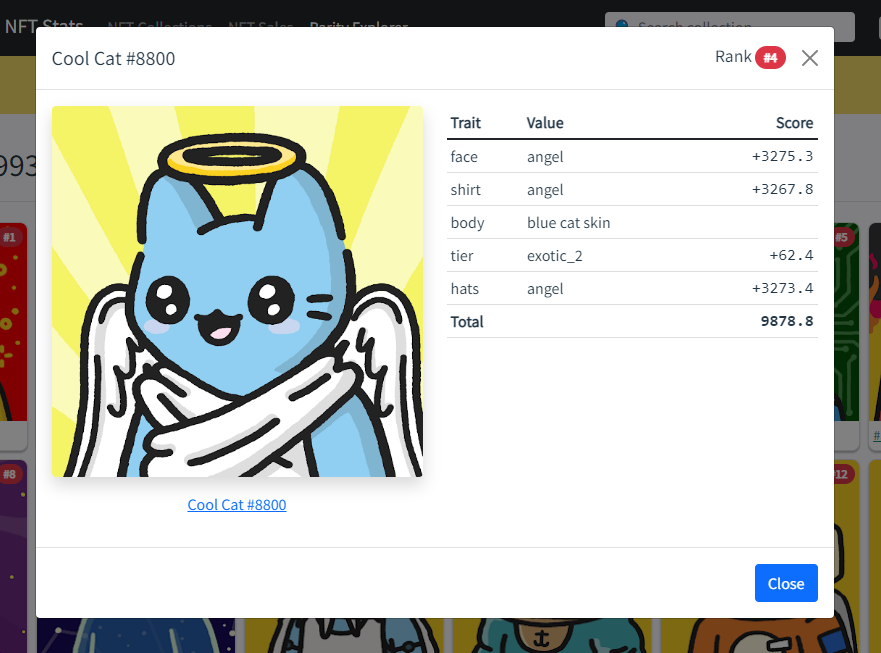 NFT Stats NFT Collections NFT Sales Rarity Explorer Search collection
Cool Cat #8800 Rank #4
993
Trait Value Score
face angel +3275.3
shirt angel +3267.8
body blue cat skin
tier exotic_2 +62.4
hats angel +3273.4
Total 9878.8
#1
#5
#
#8
#12
Cool Cat #8800
Close